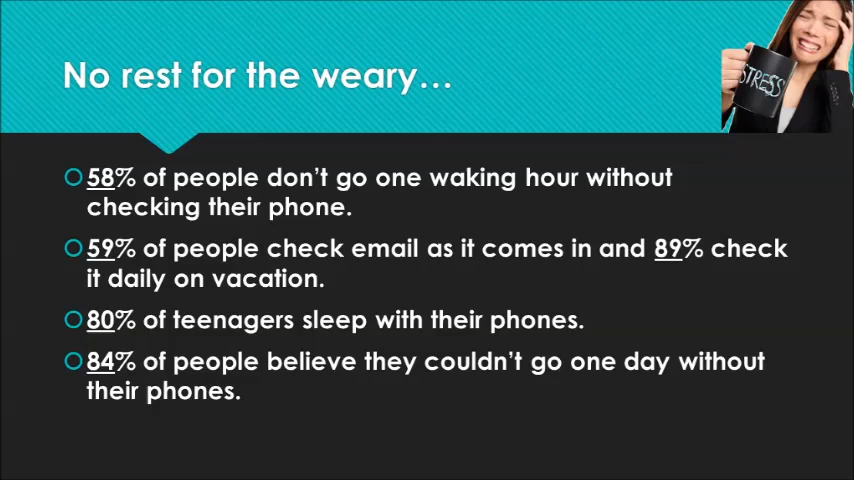 No rest for the weary…
STRESS
58% of people don’t go one waking hour without
checking their phone.
59% of people check email as it comes in and 89% check
it daily on vacation.
80% of teenagers sleep with their phones.
84% of people believe they couldn’t go one day without
their phones.